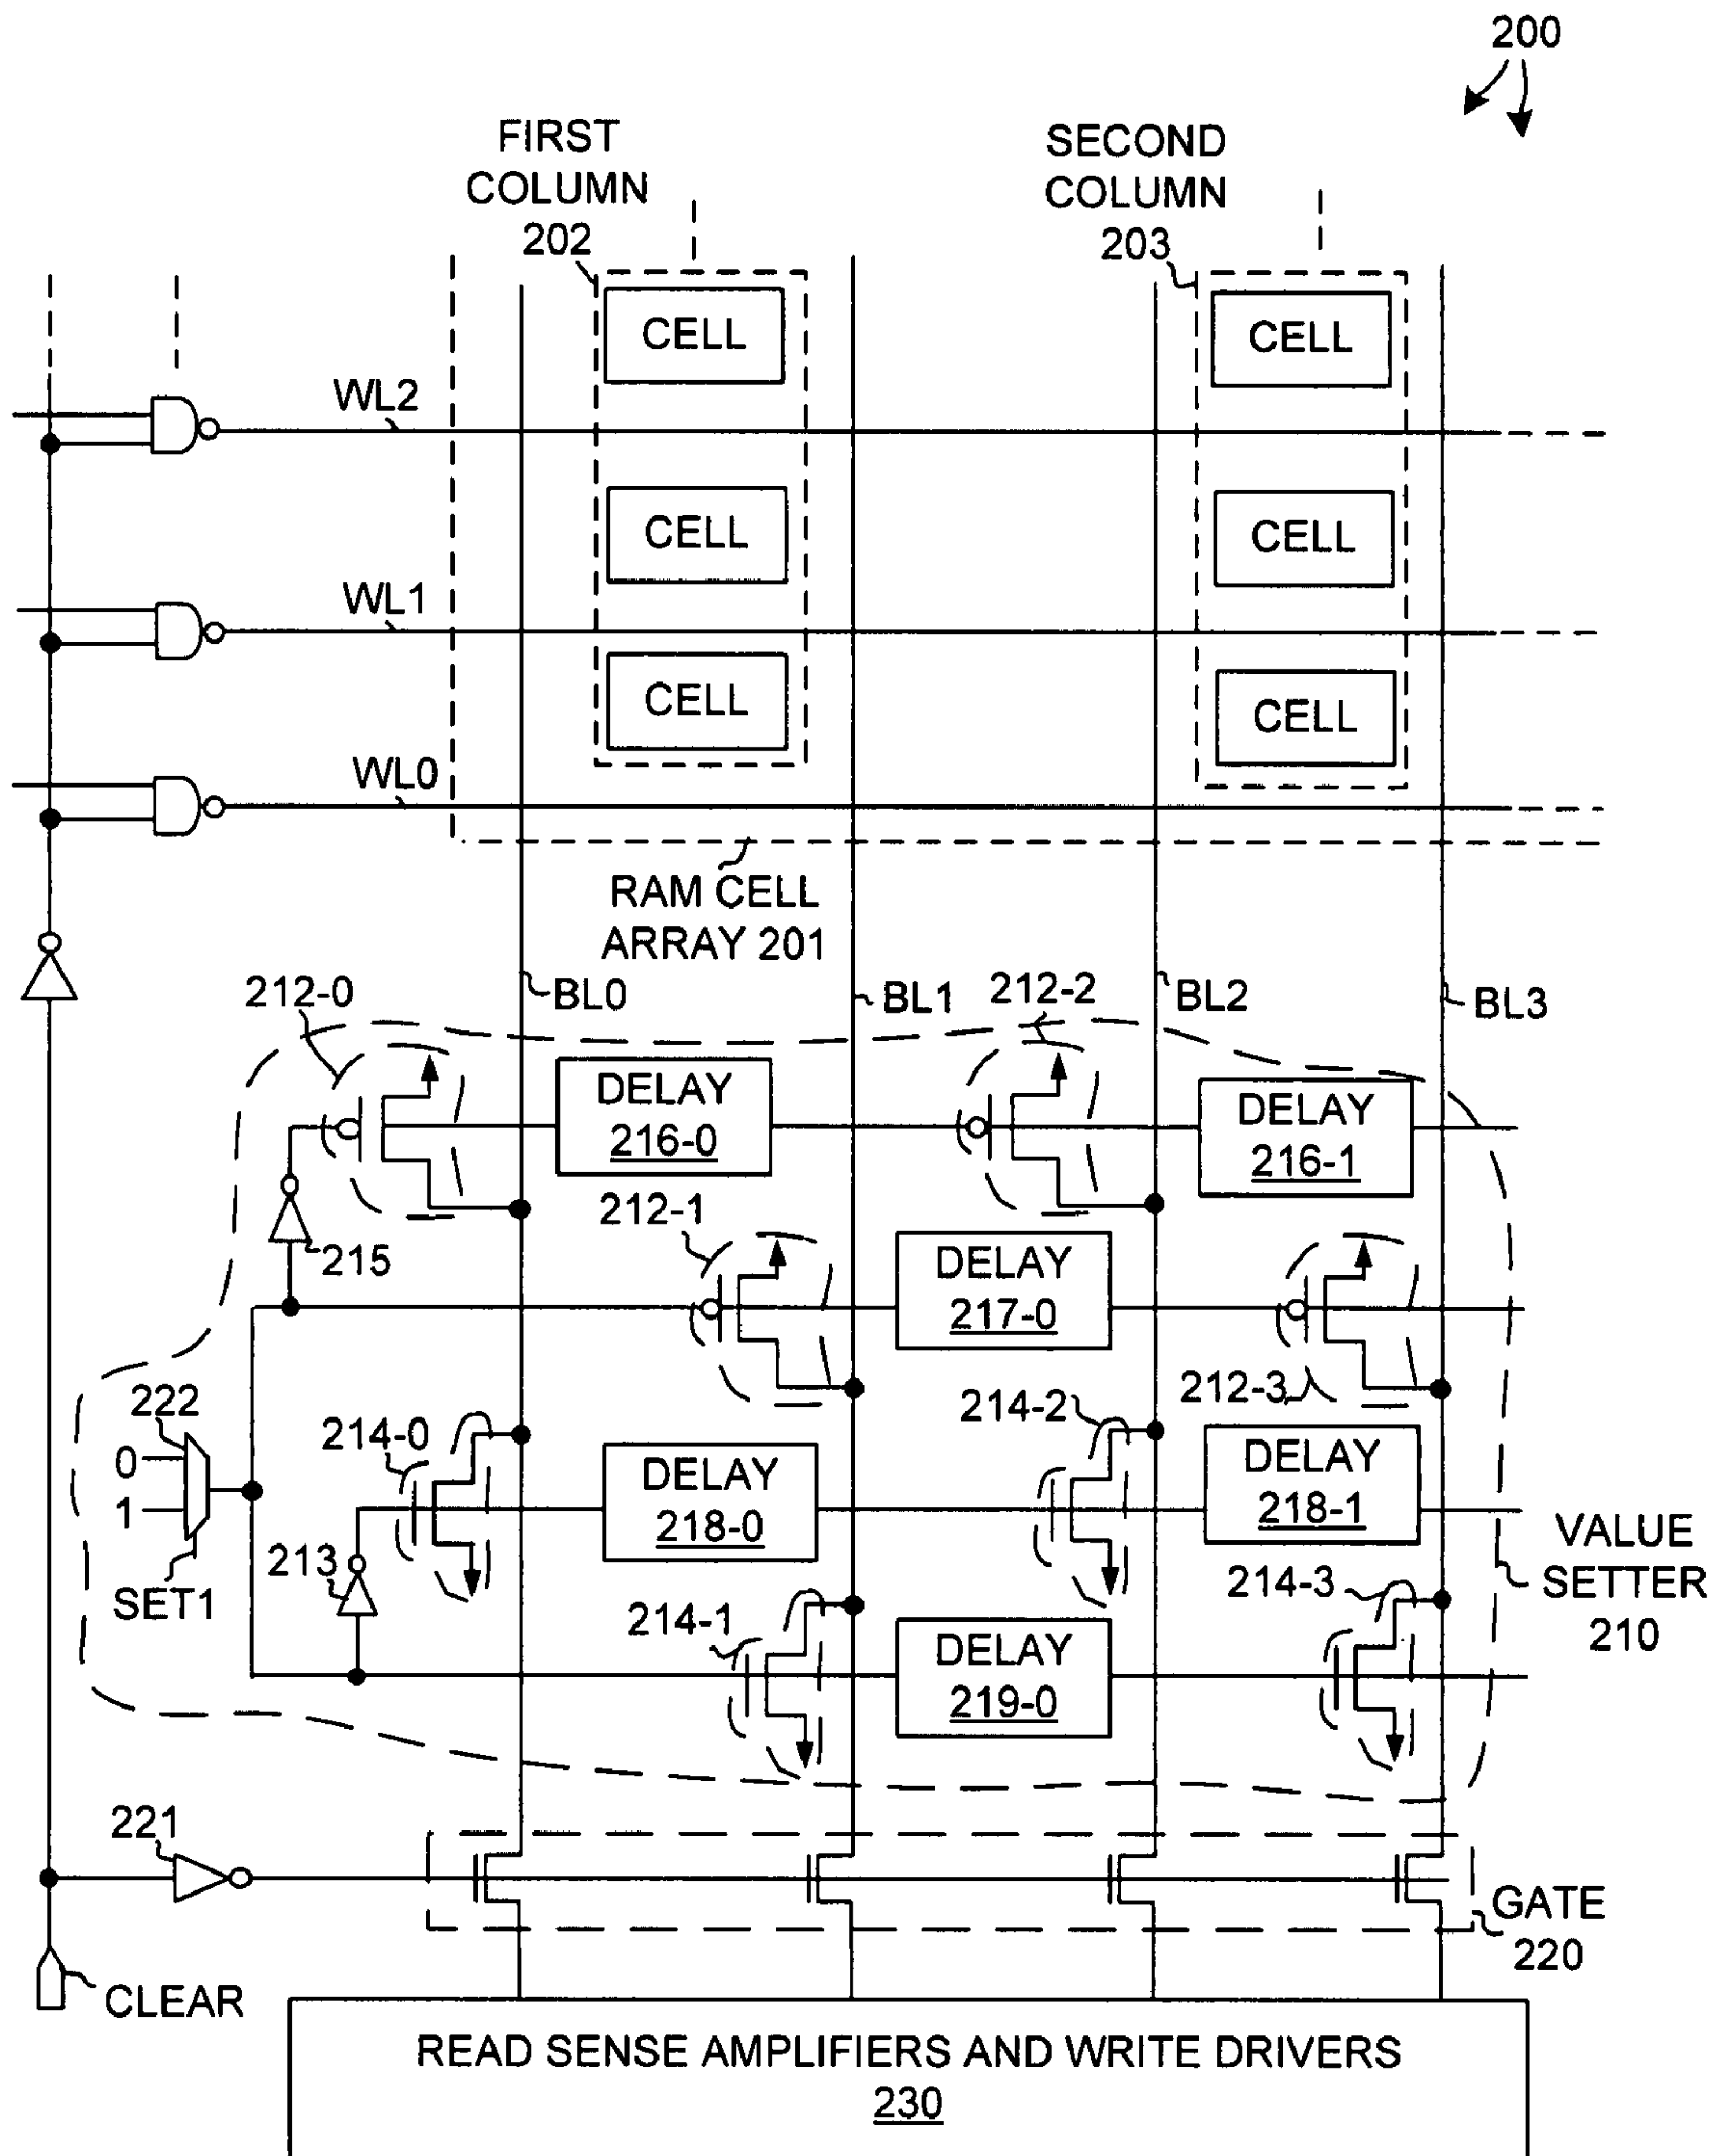 200
FIRST
COLUMN
202
SECOND
COLUMN
203
CELL
CELL
WL2
CELL
CELL
WL1
CELL
CELL
WL0
RAM CELL
ARRAY 201
212-0
BL0
BL1
212-2
BL2
BL3
DELAY
216-0
DELAY
216-1
212-1
215
DELAY
217-0
212-3
222
0
1
SET1
214-0
214-2
DELAY
218-0
DELAY
218-1
213
VALUE
SETTER
210
214-1
214-3
DELAY
219-0
221
GATE
220
CLEAR
READ SENSE AMPLIFIERS AND WRITE DRIVERS
230